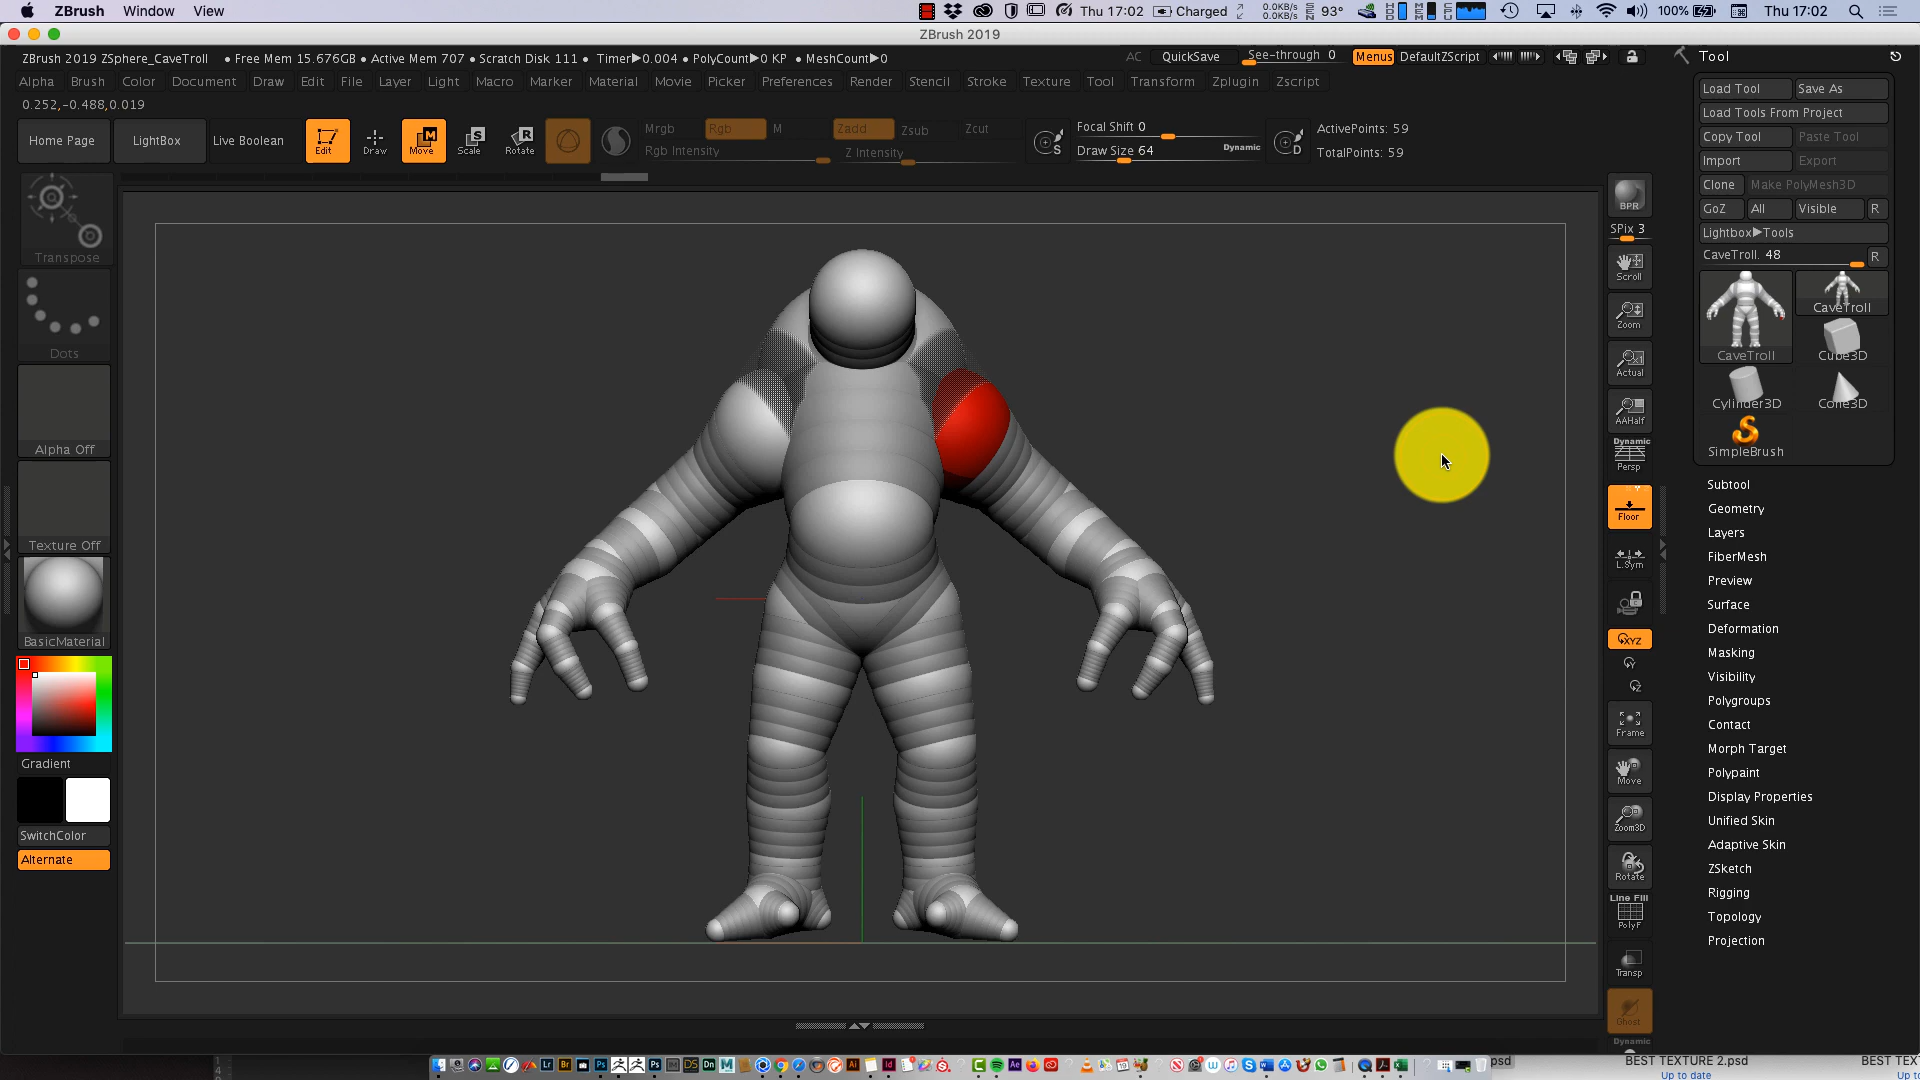 ZBrush Window View Thu 17:02 Charged 0.0KB/s 0.0KB/s 93° 100% Thu 17:02
ZBrush 2019
ZBrush 2019 ZSphere_CaveTroll • Free Mem 15.676GB • Active Mem 707 • Scratch Disk 111 • Timer▶0.004 • PolyCount▶0 KP • MeshCount▶0
AC QuickSave See-through 0 Menus DefaultZScript
Alpha Brush Color Document Draw Edit File Layer Light Macro Marker Material Movie Picker Preferences Render Stencil Stroke Texture Tool Transform Zplugin Zscript
0.252,-0.488,0.019
Home Page LightBox Live Boolean Edit Draw Move Scale Rotate
Mrgb Rgb M Zadd Zsub Zcut
Rgb Intensity Z Intensity
Focal Shift 0
Draw Size 64 Dynamic
ActivePoints: 59
TotalPoints: 59
Transpose
Dots
Alpha Off
Texture Off
BasicMaterial
Gradient
SwitchColor
Alternate
BPR
SPix 3
Scroll
Zoom
Actual
AAHalf
Dynamic
Persp
Floor
L.Sym
XYZ
Y
Z
Frame
Move
Zoom3D
Rotate
Line Fill
PolyF
Transp
Ghost
Dynamic
Tool
Load Tool Save As
Load Tools From Project
Copy Tool Paste Tool
Import Export
Clone Make PolyMesh3D
GoZ All Visible R
Lightbox▶Tools
CaveTroll. 48 R
CaveTroll CaveTroll
Cube3D
Cylinder3D Cone3D
SimpleBrush
Subtool
Geometry
Layers
FiberMesh
Preview
Surface
Deformation
Masking
Visibility
Polygroups
Contact
Morph Target
Polypaint
Display Properties
Unified Skin
Adaptive Skin
ZSketch
Rigging
Topology
Projection
psd BEST TEXTURE 2.psd BEST TEX
Up to date Up to